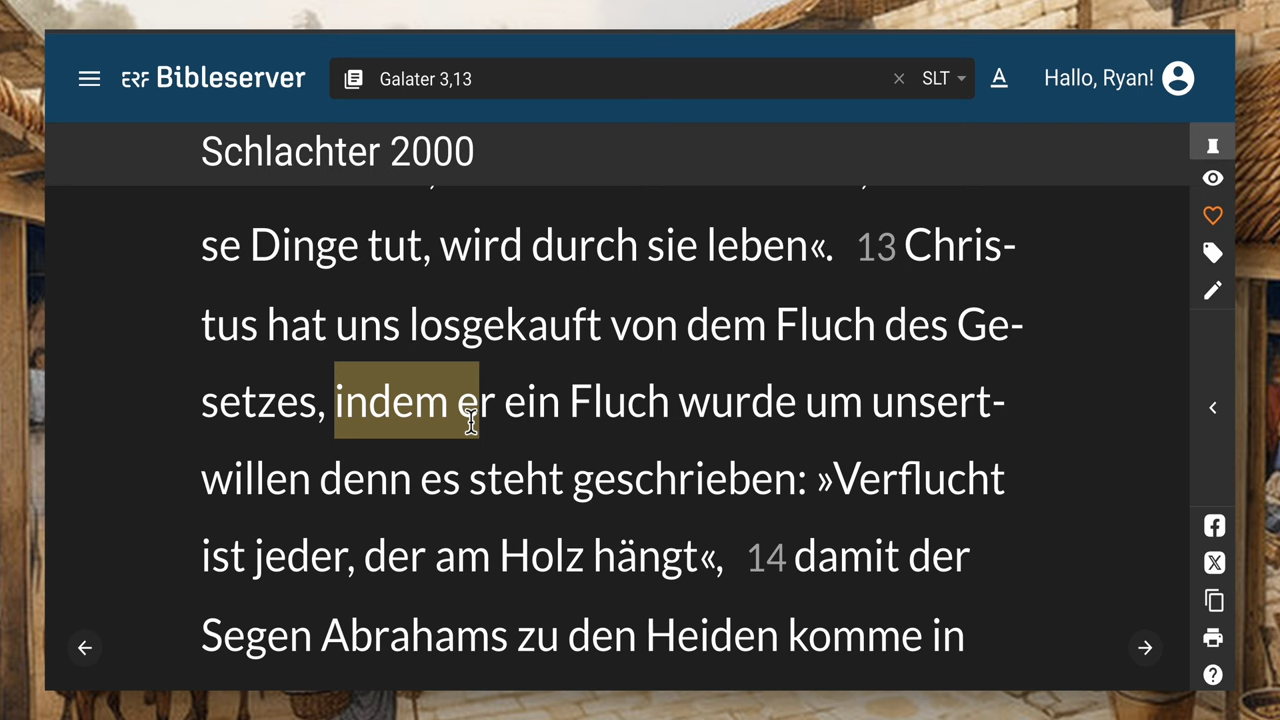 ERF Bibleserver
Galater 3,13
SLT
A
Hallo, Ryan!
Schlachter 2000
se Dinge tut, wird durch sie leben«. 13 Chris-
tus hat uns losgekauft von dem Fluch des Ge-
setzes, indem er ein Fluch wurde um unsert-
willen denn es steht geschrieben: »Verflucht
ist jeder, der am Holz hängt«, 14 damit der
Segen Abrahams zu den Heiden komme in